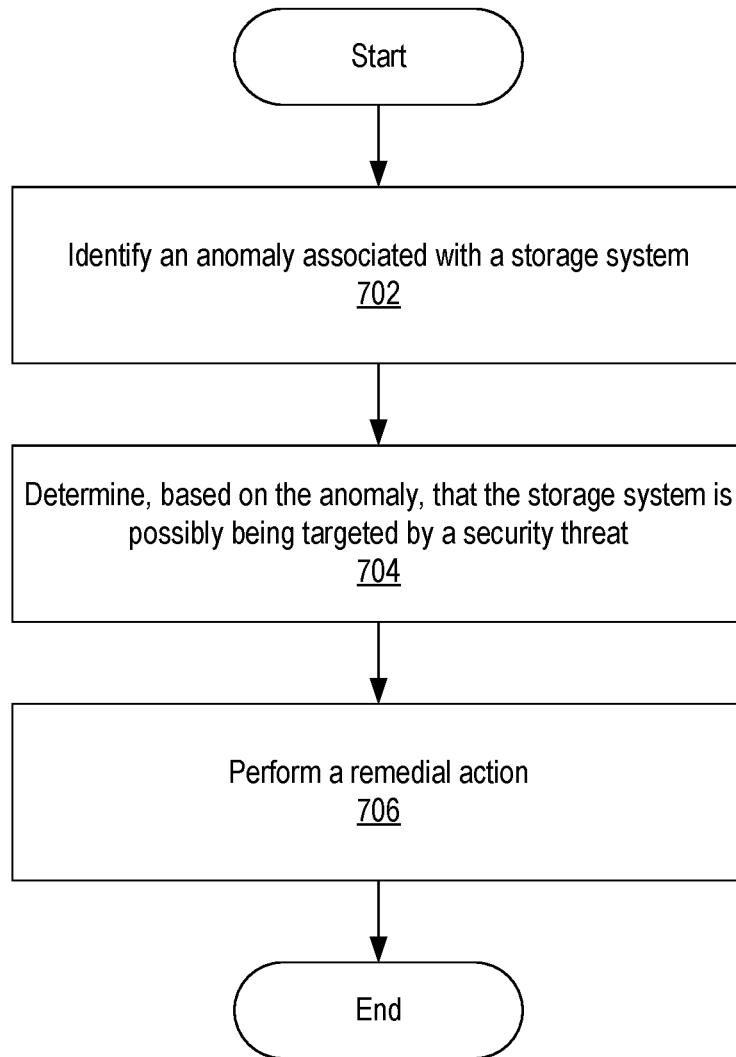 Start
Identify an anomaly associated with a storage system
702
Determine, based on the anomaly, that the storage system is
possibly being targeted by a security threat
704
Perform a remedial action
706
End